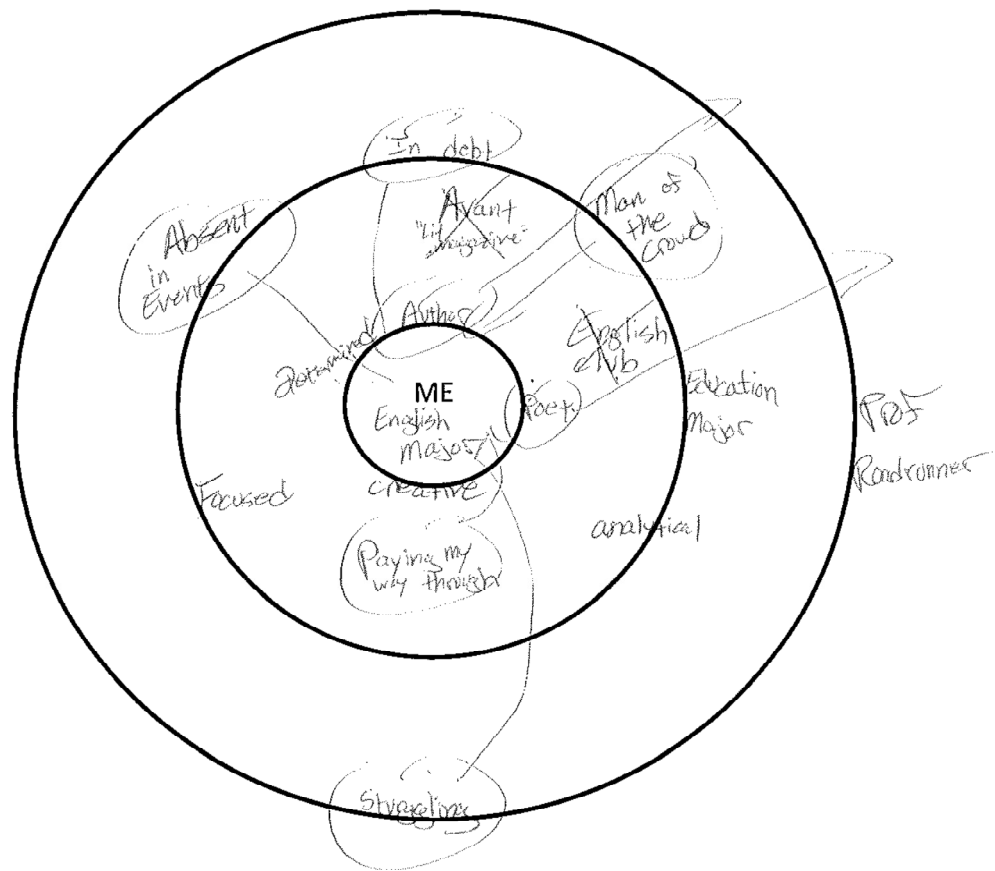 In debt
Avant
"Lit
magazine"
Man of
the
crowd
Absent
in
Events
Author
Determined
English
club
ME
English
major
Poet
Education
Major
Prof
Roadrunner
creative
Focused
analytical
Paying my
way through
Struggling